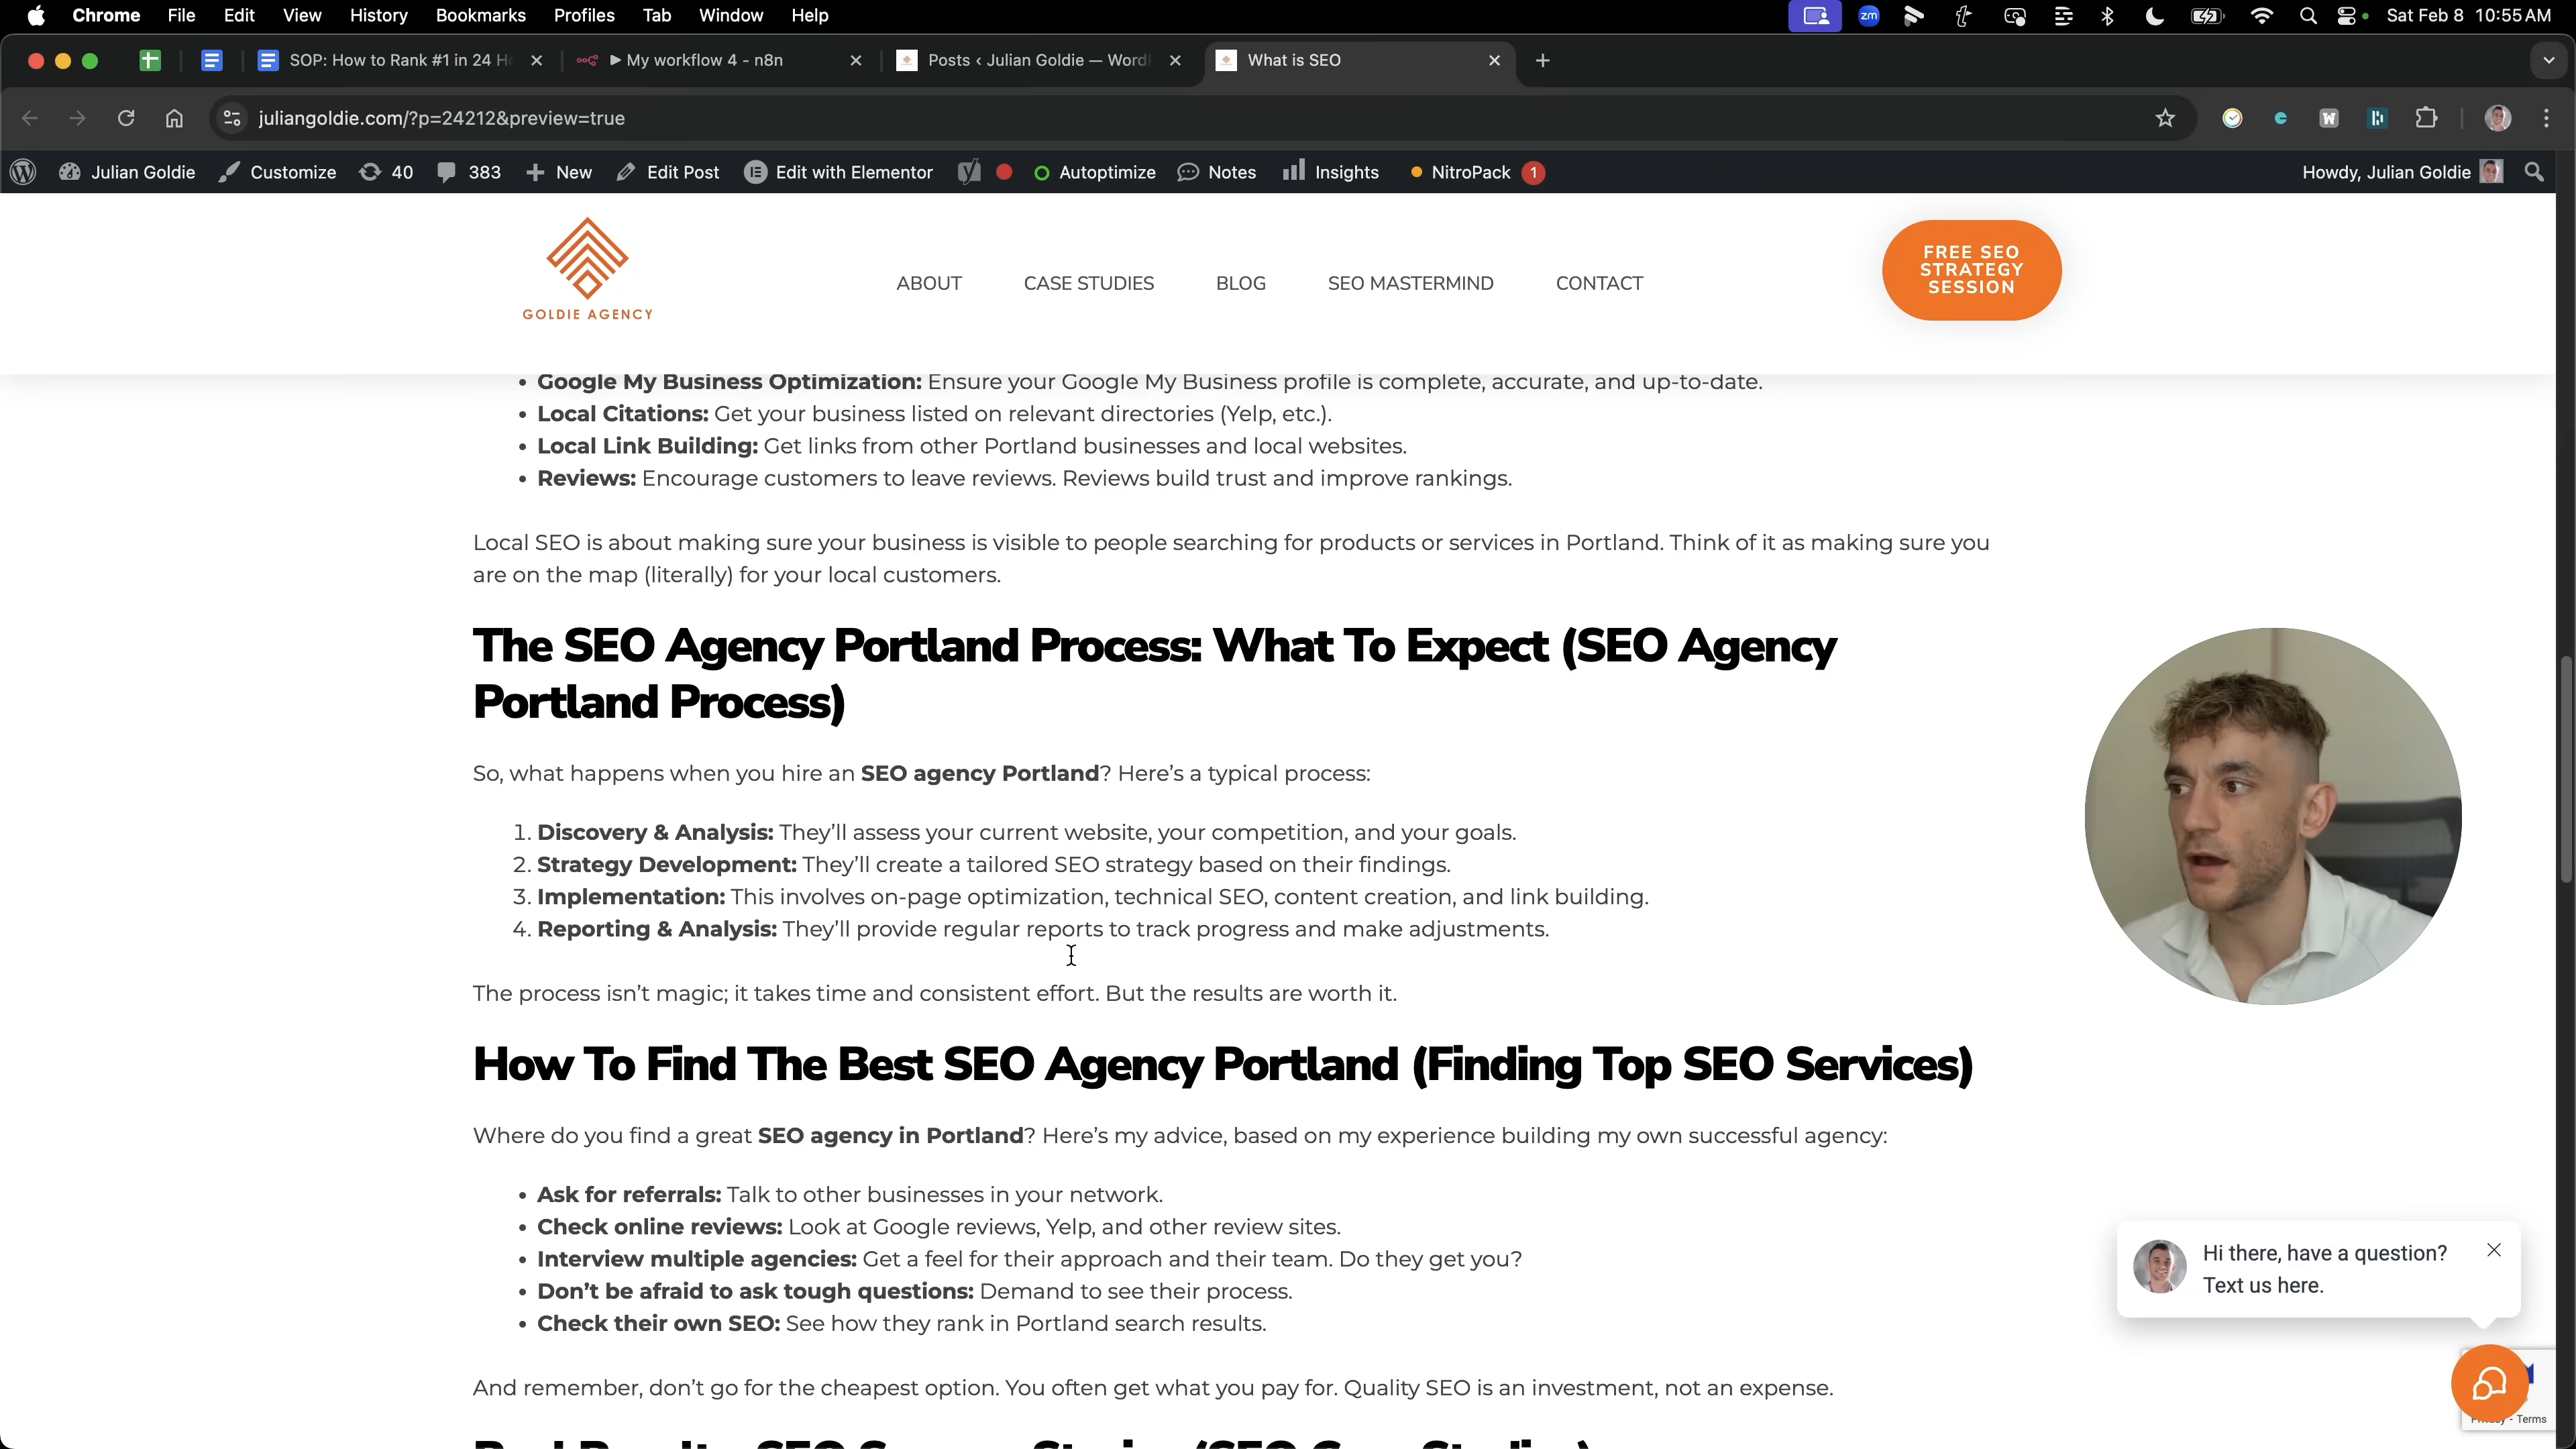 Chrome File Edit View History Bookmarks Profiles Tab Window Help
zm
Sat Feb 8 10:55 AM
SOP: How to Rank #1 in 24 Ho
My workflow 4 - n8n
Posts ‹ Julian Goldie — Word
What is SEO
juliangoldie.com/?p=24212&preview=true
Julian Goldie Customize 40 383 New Edit Post Edit with Elementor Autoptimize Notes Insights NitroPack 1 Howdy, Julian Goldie
GOLDIE AGENCY
ABOUT CASE STUDIES BLOG SEO MASTERMIND CONTACT
FREE SEO
STRATEGY
SESSION
• Google My Business Optimization: Ensure your Google My Business profile is complete, accurate, and up-to-date.
• Local Citations: Get your business listed on relevant directories (Yelp, etc.).
• Local Link Building: Get links from other Portland businesses and local websites.
• Reviews: Encourage customers to leave reviews. Reviews build trust and improve rankings.
Local SEO is about making sure your business is visible to people searching for products or services in Portland. Think of it as making sure you
are on the map (literally) for your local customers.
The SEO Agency Portland Process: What To Expect (SEO Agency
Portland Process)
So, what happens when you hire an SEO agency Portland? Here's a typical process:
1. Discovery & Analysis: They'll assess your current website, your competition, and your goals.
2. Strategy Development: They'll create a tailored SEO strategy based on their findings.
3. Implementation: This involves on-page optimization, technical SEO, content creation, and link building.
4. Reporting & Analysis: They'll provide regular reports to track progress and make adjustments.
The process isn't magic; it takes time and consistent effort. But the results are worth it.
How To Find The Best SEO Agency Portland (Finding Top SEO Services)
Where do you find a great SEO agency in Portland? Here's my advice, based on my experience building my own successful agency:
• Ask for referrals: Talk to other businesses in your network.
• Check online reviews: Look at Google reviews, Yelp, and other review sites.
• Interview multiple agencies: Get a feel for their approach and their team. Do they get you?
• Don't be afraid to ask tough questions: Demand to see their process.
• Check their own SEO: See how they rank in Portland search results.
And remember, don't go for the cheapest option. You often get what you pay for. Quality SEO is an investment, not an expense.
Hi there, have a question?
Text us here.
Terms